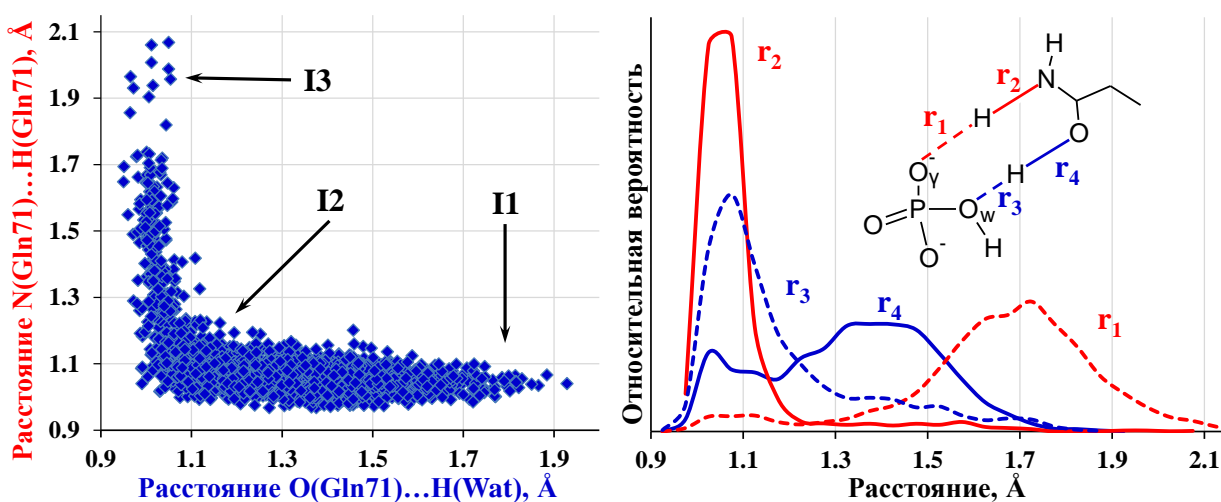 Расстояние N(Gln71)…H(Gln71), Å
2.1
1.9
1.7
1.5
1.3
1.1
0.9
I3
I2
I1
0.9 1.1 1.3 1.5 1.7 1.9
Расстояние O(Gln71)…H(Wat), Å
Относительная вероятность
r2
r3
r4
r1
H
N
r2
H
r1
O
r4
H
r3
O-
γ
P
O
Ow
O-
H
0.9 1.1 1.3 1.5 1.7 1.9 2.1
Расстояние, Å